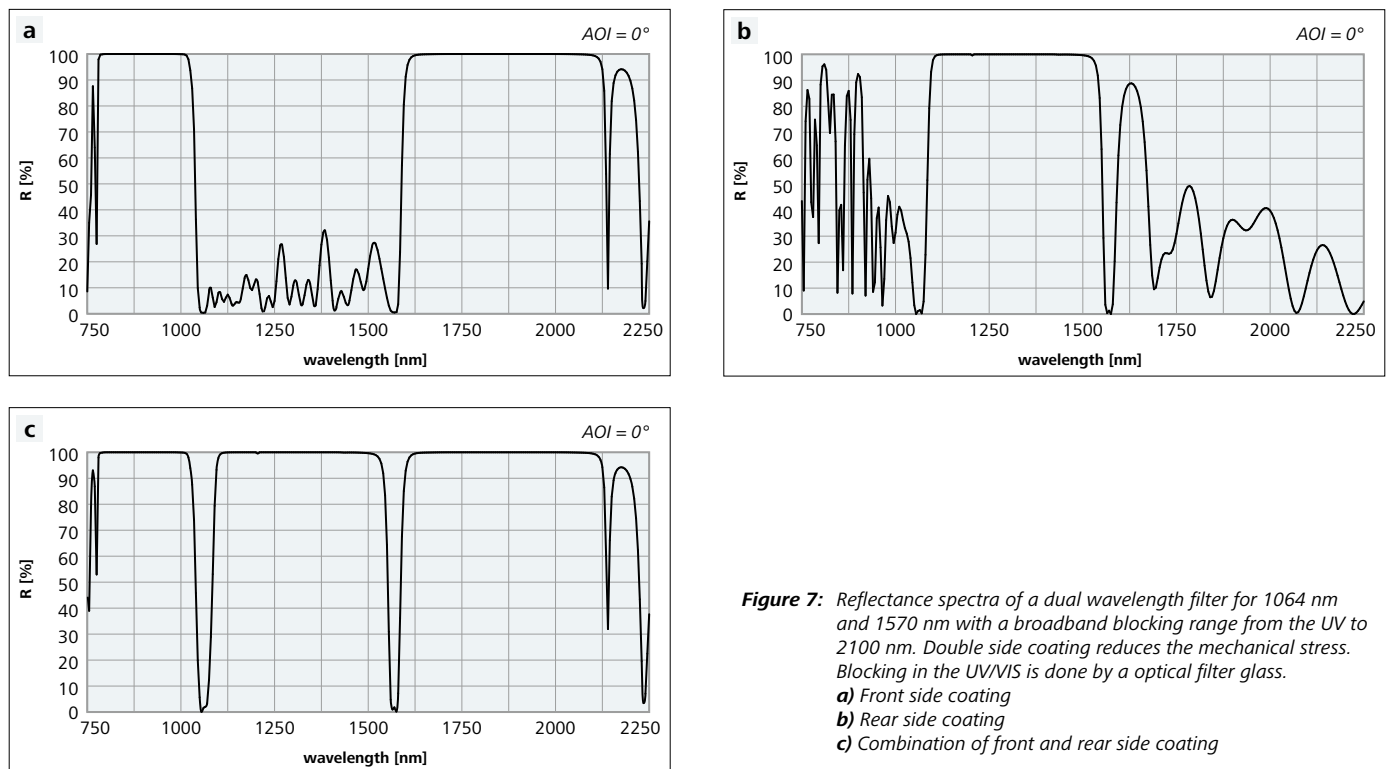 a
AOI = 0°
R [%]
100
90
80
70
60
50
40
30
20
10
0
750 1000 1250 1500 1750 2000 2250
wavelength [nm]
b
AOI = 0°
R [%]
100
90
80
70
60
50
40
30
20
10
0
750 1000 1250 1500 1750 2000 2250
wavelength [nm]
c
AOI = 0°
R [%]
100
90
80
70
60
50
40
30
20
10
0
750 1000 1250 1500 1750 2000 2250
wavelength [nm]
Figure 7: Reflectance spectra of a dual wavelength filter for 1064 nm
and 1570 nm with a broadband blocking range from the UV to
2100 nm. Double side coating reduces the mechanical stress.
Blocking in the UV/VIS is done by a optical filter glass.
a) Front side coating
b) Rear side coating
c) Combination of front and rear side coating